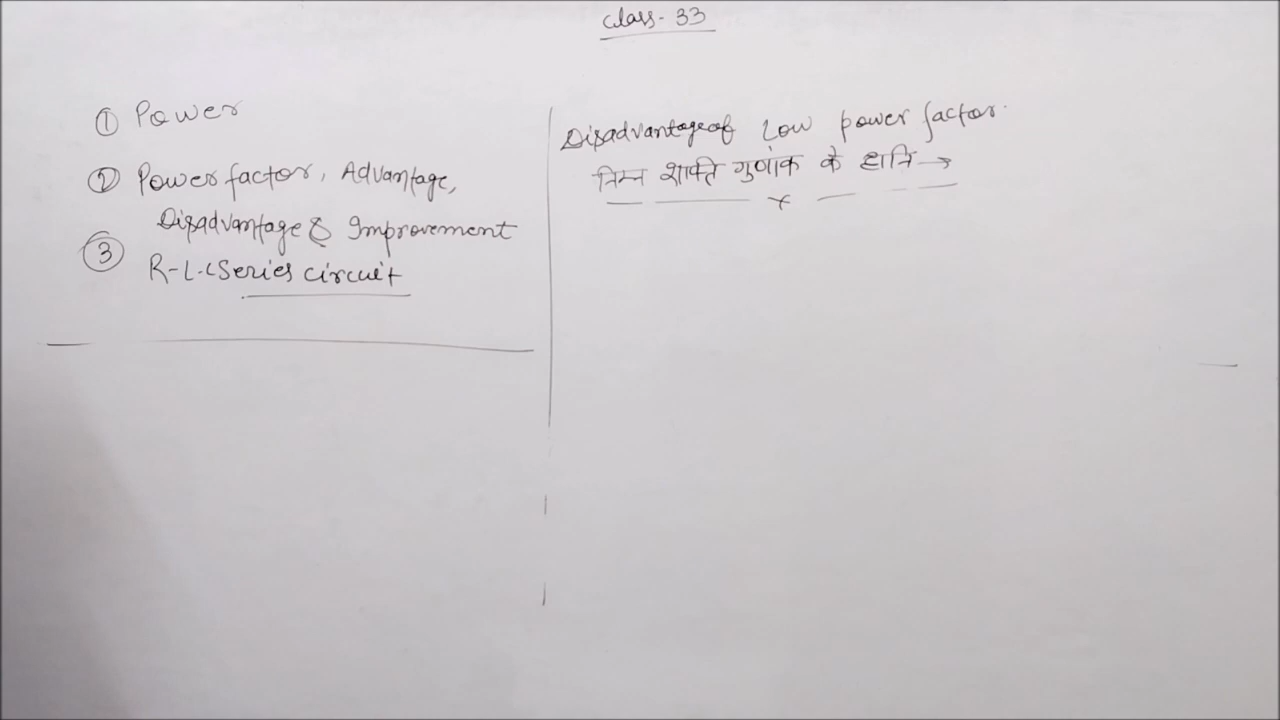 Class- 33
① Power
② Power factor, Advantage,
Disadvantage & Improvement
③ R-L-C Series circuit
Disadvantage of Low power factor.
निम्न शक्ति गुणांक के हानि →